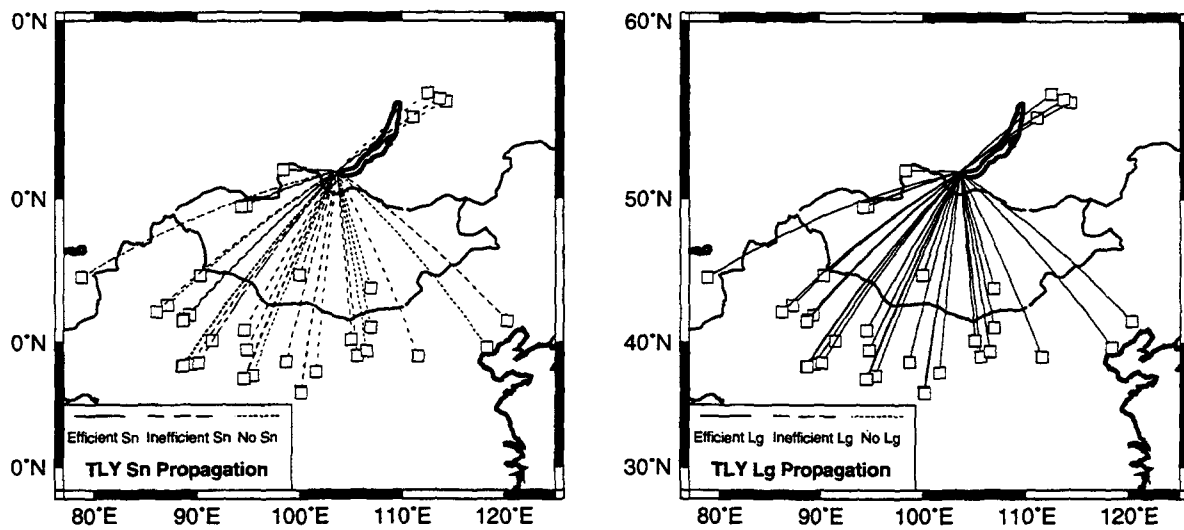 0°N
0°N
0°N
0°N
Efficient Sn Inefficient Sn No Sn
TLY Sn Propagation
80°E 90°E 100°E 110°E 120°E
60°N
50°N
40°N
30°N
Efficient Lg Inefficient Lg No Lg
TLY Lg Propagation
80°E 90°E 100°E 110°E 120°E